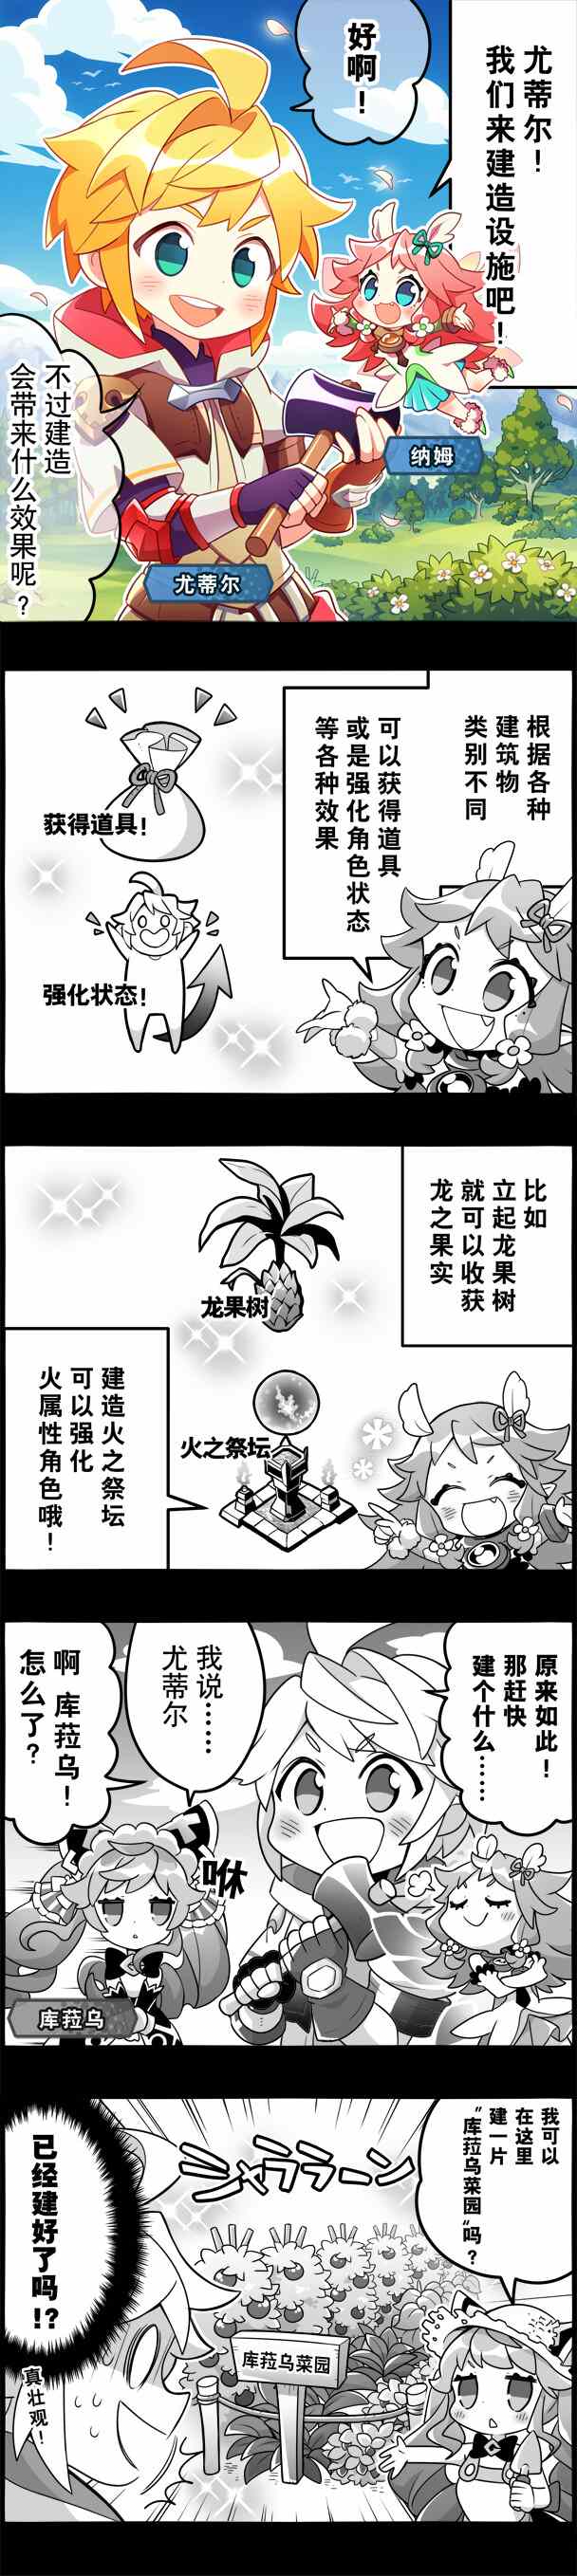 尤蒂尔！
我们来建造设施吧！
好啊！
不过建造
会带来什么效果呢？
纳姆
尤蒂尔
根据各种
建筑物
类别不同
可以获得道具
或是强化角色状态
等各种效果
获得道具！
强化状态！
比如
立起龙果树
就可以收获
龙之果实
龙果树
建造火之祭坛
可以强化
火属性角色哦！
火之祭坛
原来如此！
那赶快
建个什么……
我说……
尤蒂尔
啊 库菈乌！
怎么了？
咻
库菈乌
我可以
在这里
建一片
“库菈乌菜园”吗？
シャララーン
库菈乌菜园
已经建好了吗！？
真壮观！